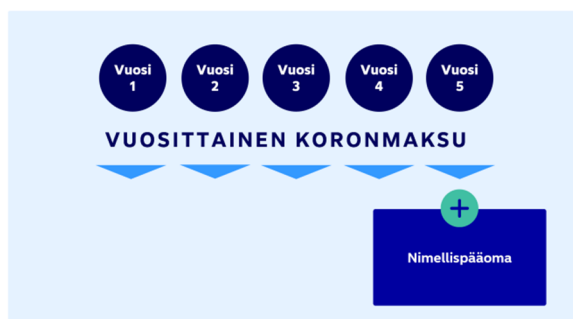 Vuosi
1
Vuosi
2
Vuosi
3
Vuosi
4
Vuosi
5
VUOSITTAINEN KORONMAKSU
+
Nimellispääoma